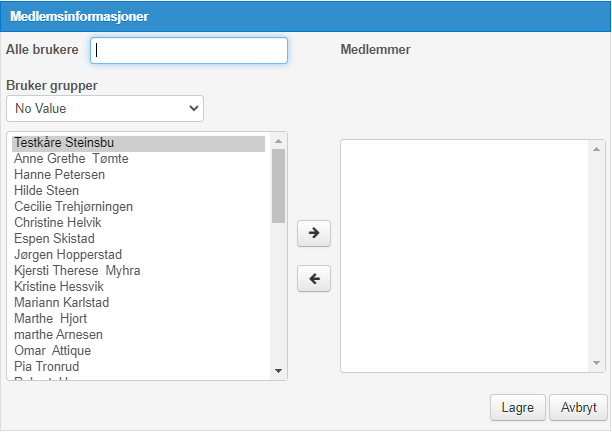 Medlemsinformasjoner
Alle brukere
Medlemmer
Bruker grupper
No Value
Testkåre Steinsbu
Anne Grethe  Tømte
Hanne Petersen
Hilde Steen
Cecilie Trehjørningen
Christine Helvik
Espen Skistad
Jørgen Hopperstad
Kjersti Therese  Myhra
Kristine Hessvik
Mariann Karlstad
Marthe  Hjort
marthe Arnesen
Omar  Attique
Pia Tronrud
Lagre
Avbryt